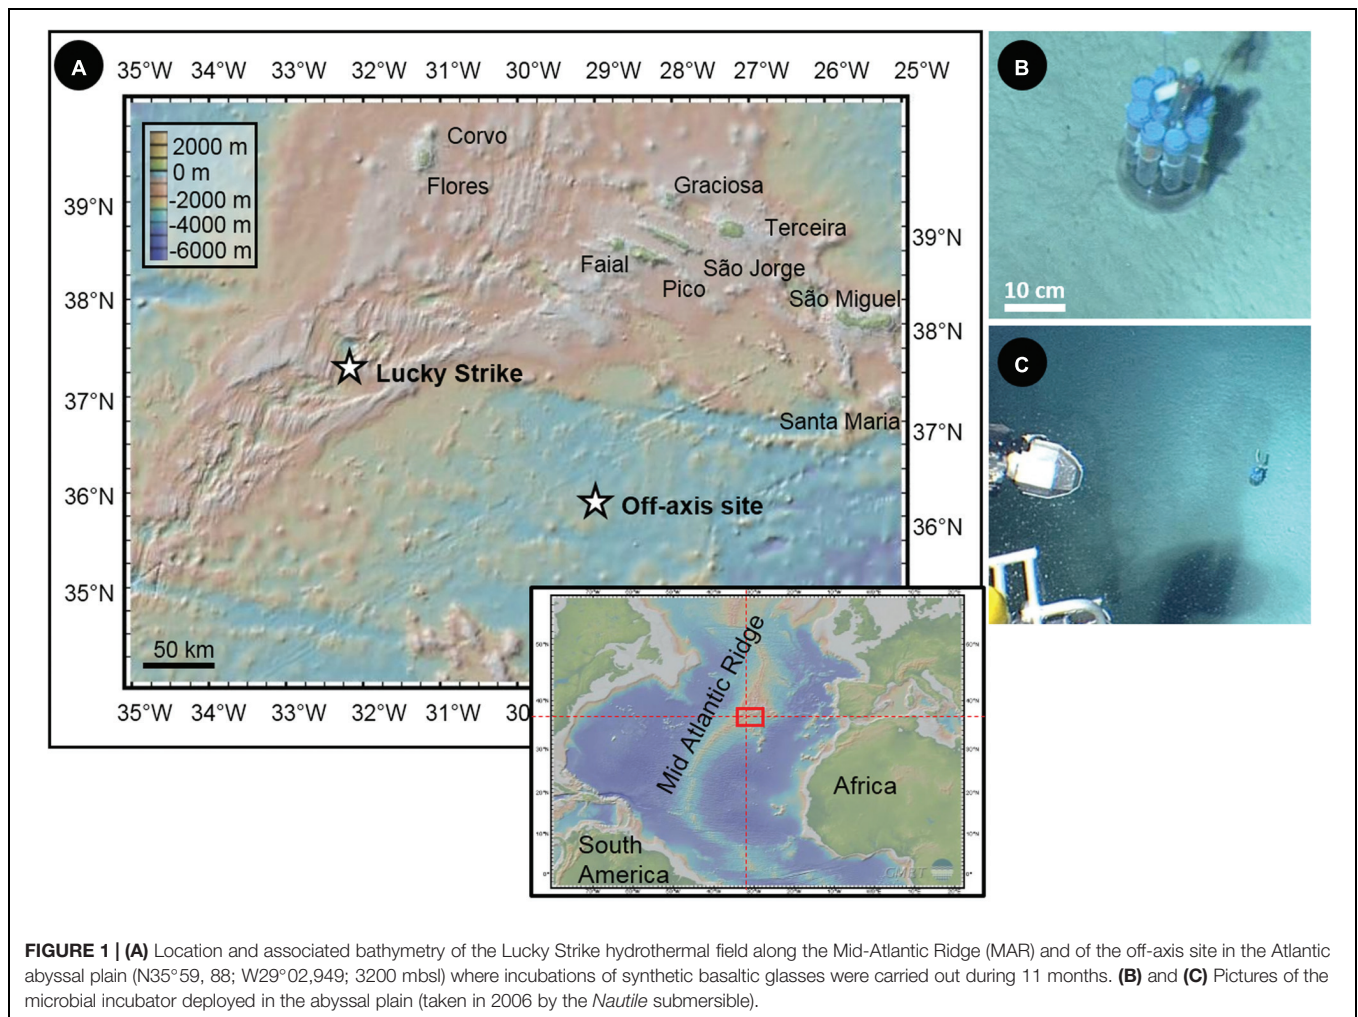 A
35°W 34°W 33°W 32°W 31°W 30°W 29°W 28°W 27°W 26°W 25°W
2000 m
0 m
-2000 m
-4000 m
-6000 m
39°N
38°N
37°N
36°N
35°N
39°N
38°N
37°N
36°N
Corvo
Flores
Graciosa
Terceira
Faial
São Jorge
Pico
São Miguel
Lucky Strike
Santa Maria
Off-axis site
50 km
35°W 34°W 33°W 32°W 31°W 30
Mid Atlantic Ridge
Africa
South
America
B
10 cm
C
FIGURE 1 | (A) Location and associated bathymetry of the Lucky Strike hydrothermal field along the Mid-Atlantic Ridge (MAR) and of the off-axis site in the Atlantic
abyssal plain (N35°59, 88; W29°02,949; 3200 mbsl) where incubations of synthetic basaltic glasses were carried out during 11 months. (B) and (C) Pictures of the
microbial incubator deployed in the abyssal plain (taken in 2006 by the Nautile submersible).